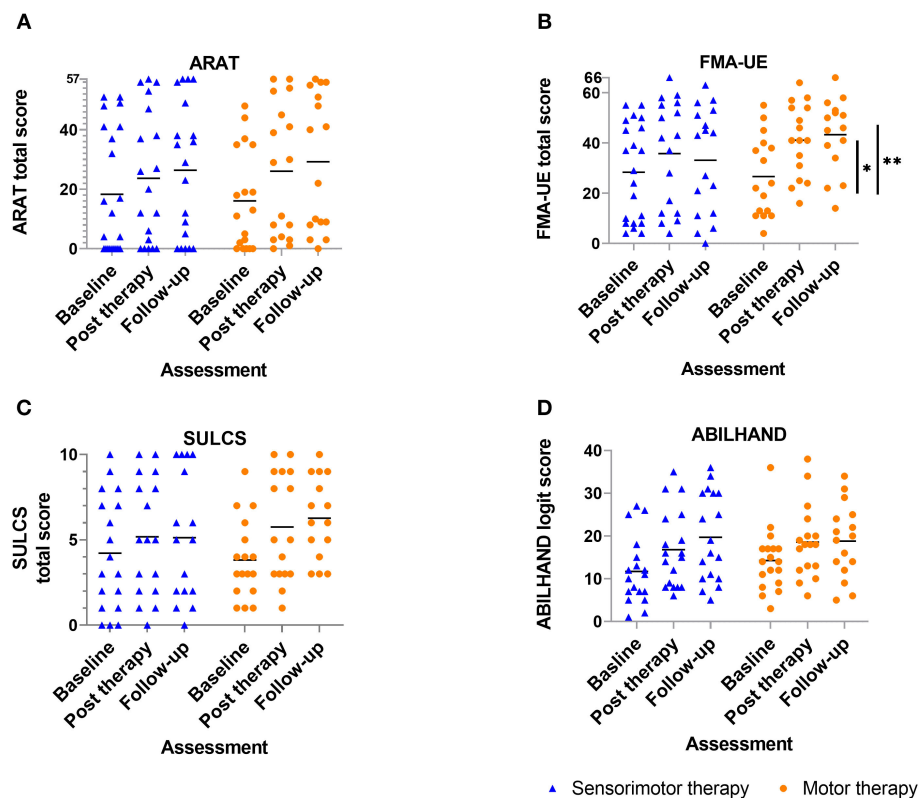 A
ARAT
57
40
20
0
ARAT total score
Baseline
Post therapy
Follow-up
Baseline
Post therapy
Follow-up
Assessment
B
FMA-UE
66
60
40
20
0
FMA-UE total score
*
**
Baseline
Post therapy
Follow-up
Baseline
Post therapy
Follow-up
Assessment
C
SULCS
10
5
0
SULCS
total score
Baseline
Post therapy
Follow-up
Baseline
Post therapy
Follow-up
Assessment
D
ABILHAND
40
30
20
10
0
ABILHAND logit score
Basline
Post therapy
Follow-up
Basline
Post therapy
Follow-up
Assessment
Sensorimotor therapy
Motor therapy